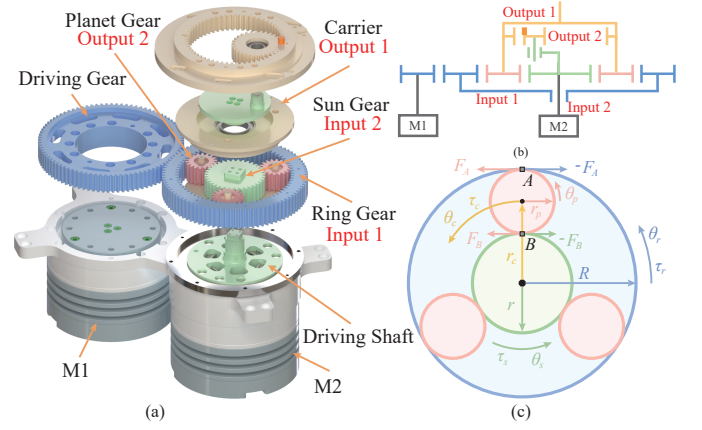 Planet Gear
Output 2
Driving Gear
Carrier
Output 1
Sun Gear
Input 2
Ring Gear
Input 1
Driving Shaft
M1
M2
(a)
Output 1
Output 2
Input 1
Input 2
M1
M2
(b)
F_A
A
-F_A
θ_p
τ_c
r_p
θ_c
F_B
B
-F_B
r_c
θ_r
R
τ_r
r
τ_s
θ_s
(c)